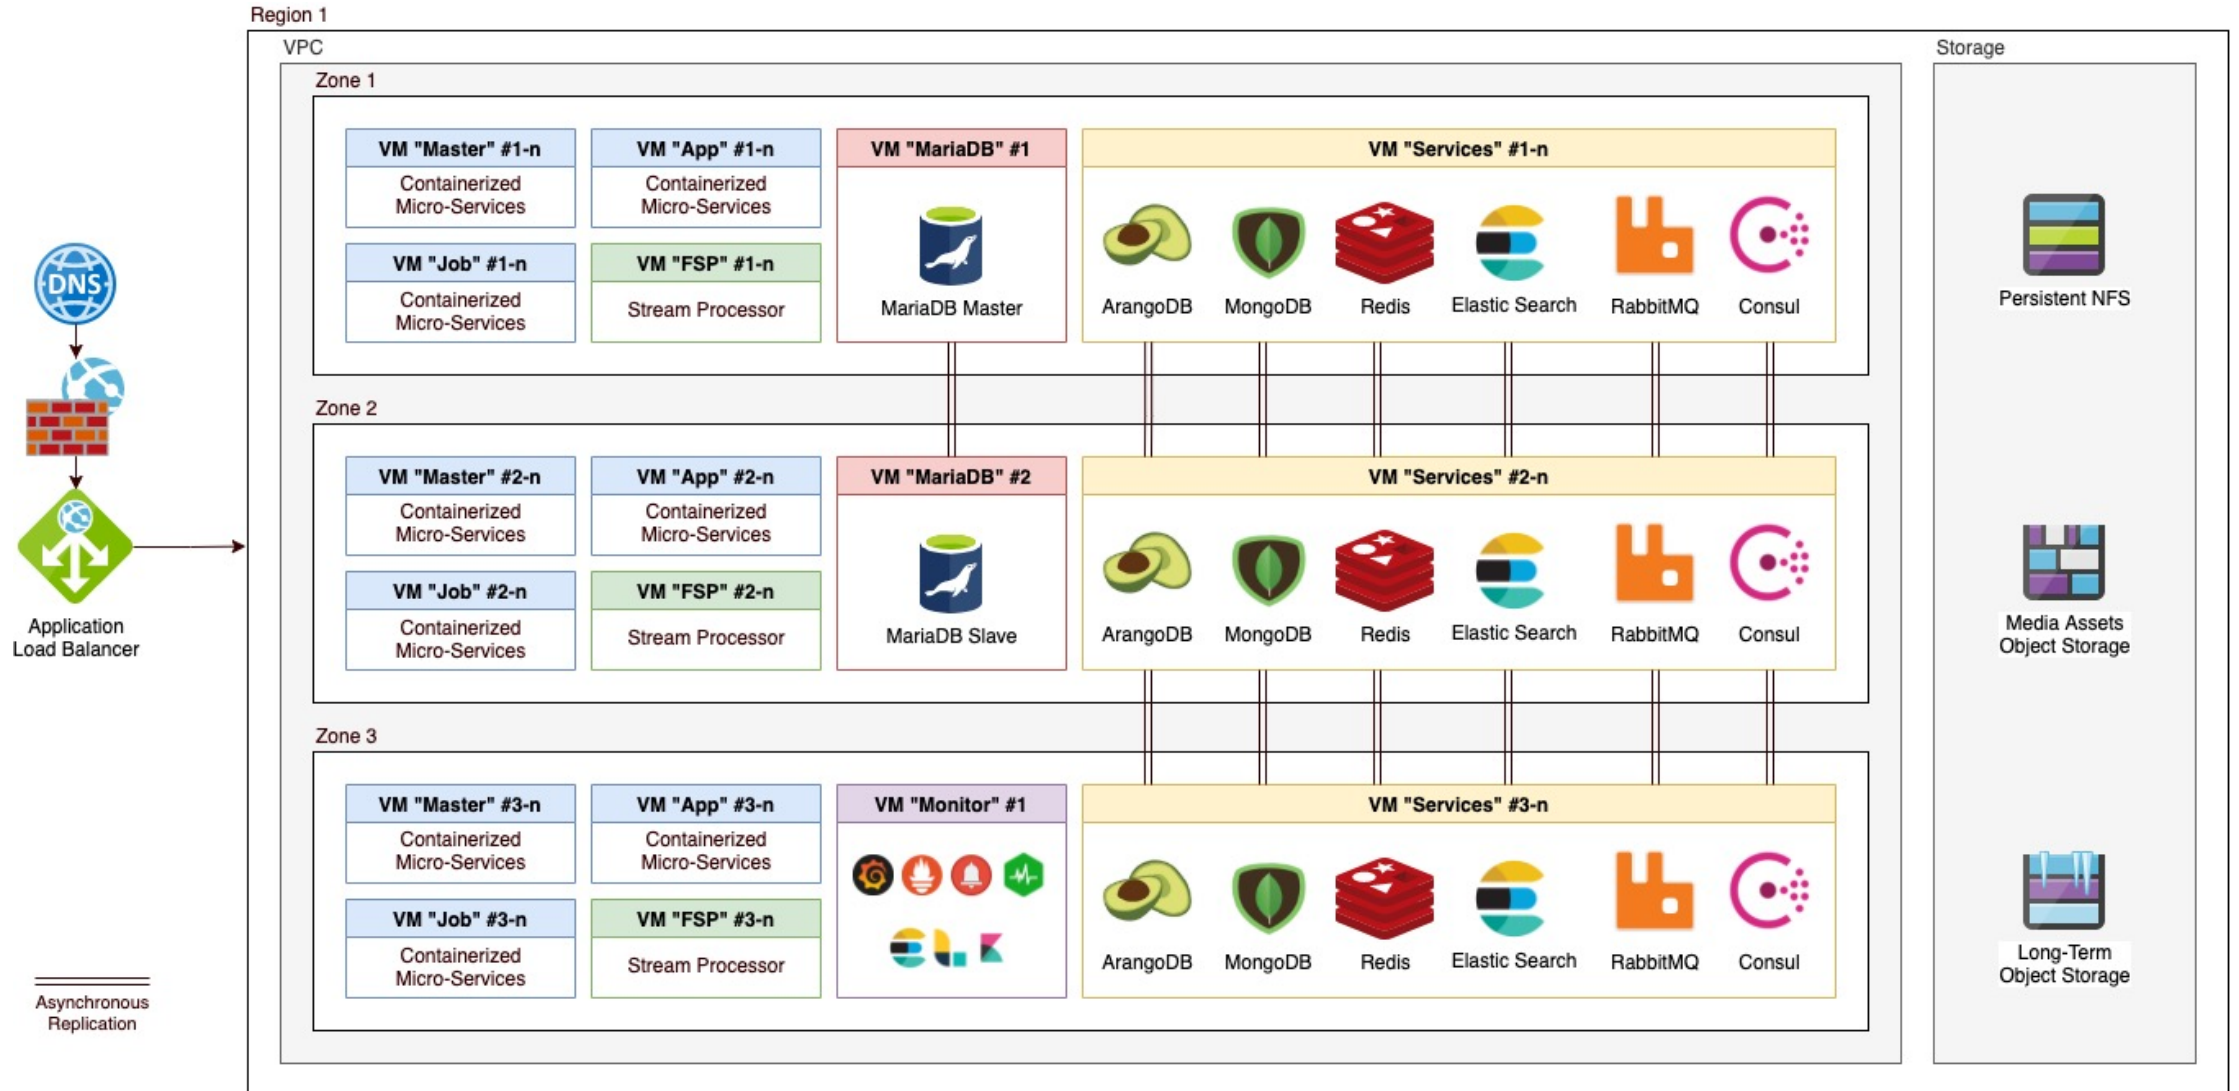 Region 1
VPC
Storage
Zone 1
VM "Master" #1-n
Containerized
Micro-Services
VM "App" #1-n
Containerized
Micro-Services
VM "Job" #1-n
Containerized
Micro-Services
VM "FSP" #1-n
Stream Processor
VM "MariaDB" #1
MariaDB Master
VM "Services" #1-n
ArangoDB
MongoDB
Redis
Elastic Search
RabbitMQ
Consul
Zone 2
VM "Master" #2-n
Containerized
Micro-Services
VM "App" #2-n
Containerized
Micro-Services
VM "Job" #2-n
Containerized
Micro-Services
VM "FSP" #2-n
Stream Processor
VM "MariaDB" #2
MariaDB Slave
VM "Services" #2-n
ArangoDB
MongoDB
Redis
Elastic Search
RabbitMQ
Consul
Zone 3
VM "Master" #3-n
Containerized
Micro-Services
VM "App" #3-n
Containerized
Micro-Services
VM "Job" #3-n
Containerized
Micro-Services
VM "FSP" #3-n
Stream Processor
VM "Monitor" #1
VM "Services" #3-n
ArangoDB
MongoDB
Redis
Elastic Search
RabbitMQ
Consul
Persistent NFS
Media Assets
Object Storage
Long-Term
Object Storage
DNS
Application
Load Balancer
Asynchronous
Replication